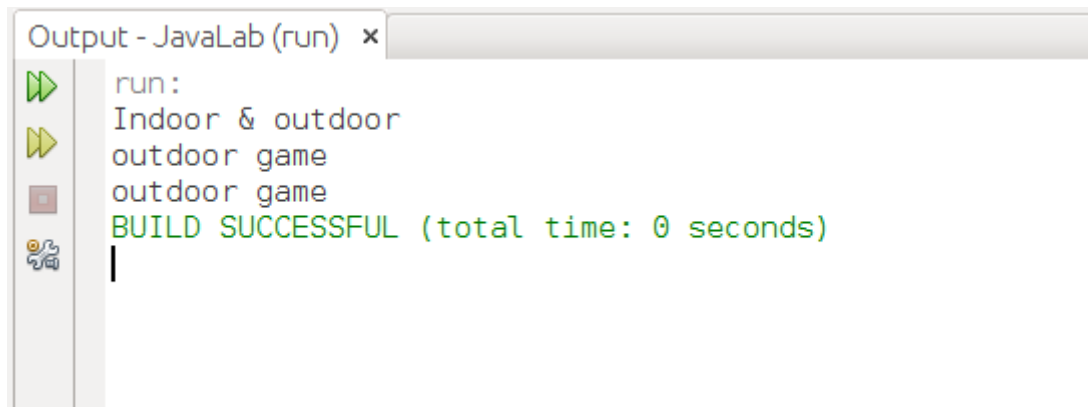 Output - JavaLab (run) ×
run:
Indoor & outdoor
outdoor game
outdoor game
BUILD SUCCESSFUL (total time: 0 seconds)